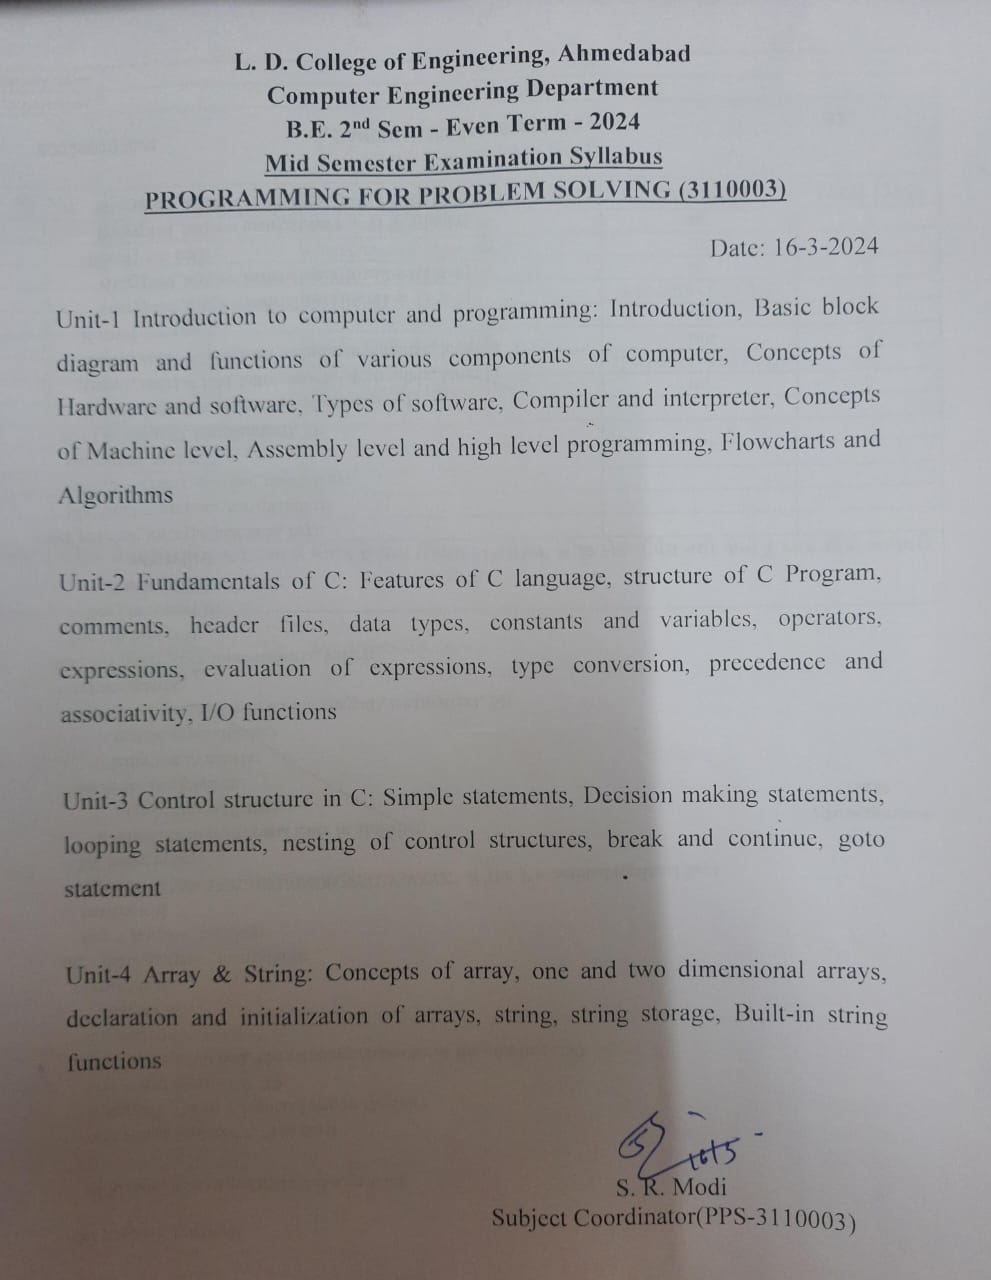 L. D. College of Engineering, Ahmedabad
Computer Engineering Department
B.E. 2nd Sem - Even Term - 2024
Mid Semester Examination Syllabus
PROGRAMMING FOR PROBLEM SOLVING (3110003)
Date: 16-3-2024
Unit-1 Introduction to computer and programming: Introduction, Basic block
diagram and functions of various components of computer, Concepts of
Hardware and software, Types of software, Compiler and interpreter, Concepts
of Machine level, Assembly level and high level programming, Flowcharts and
Algorithms
Unit-2 Fundamentals of C: Features of C language, structure of C Program,
comments, header files, data types, constants and variables, operators,
expressions, evaluation of expressions, type conversion, precedence and
associativity, I/O functions
Unit-3 Control structure in C: Simple statements, Decision making statements,
looping statements, nesting of control structures, break and continue, goto
statement
Unit-4 Array & String: Concepts of array, one and two dimensional arrays,
declaration and initialization of arrays, string, string storage, Built-in string
functions
S. R. Modi
Subject Coordinator(PPS-3110003)